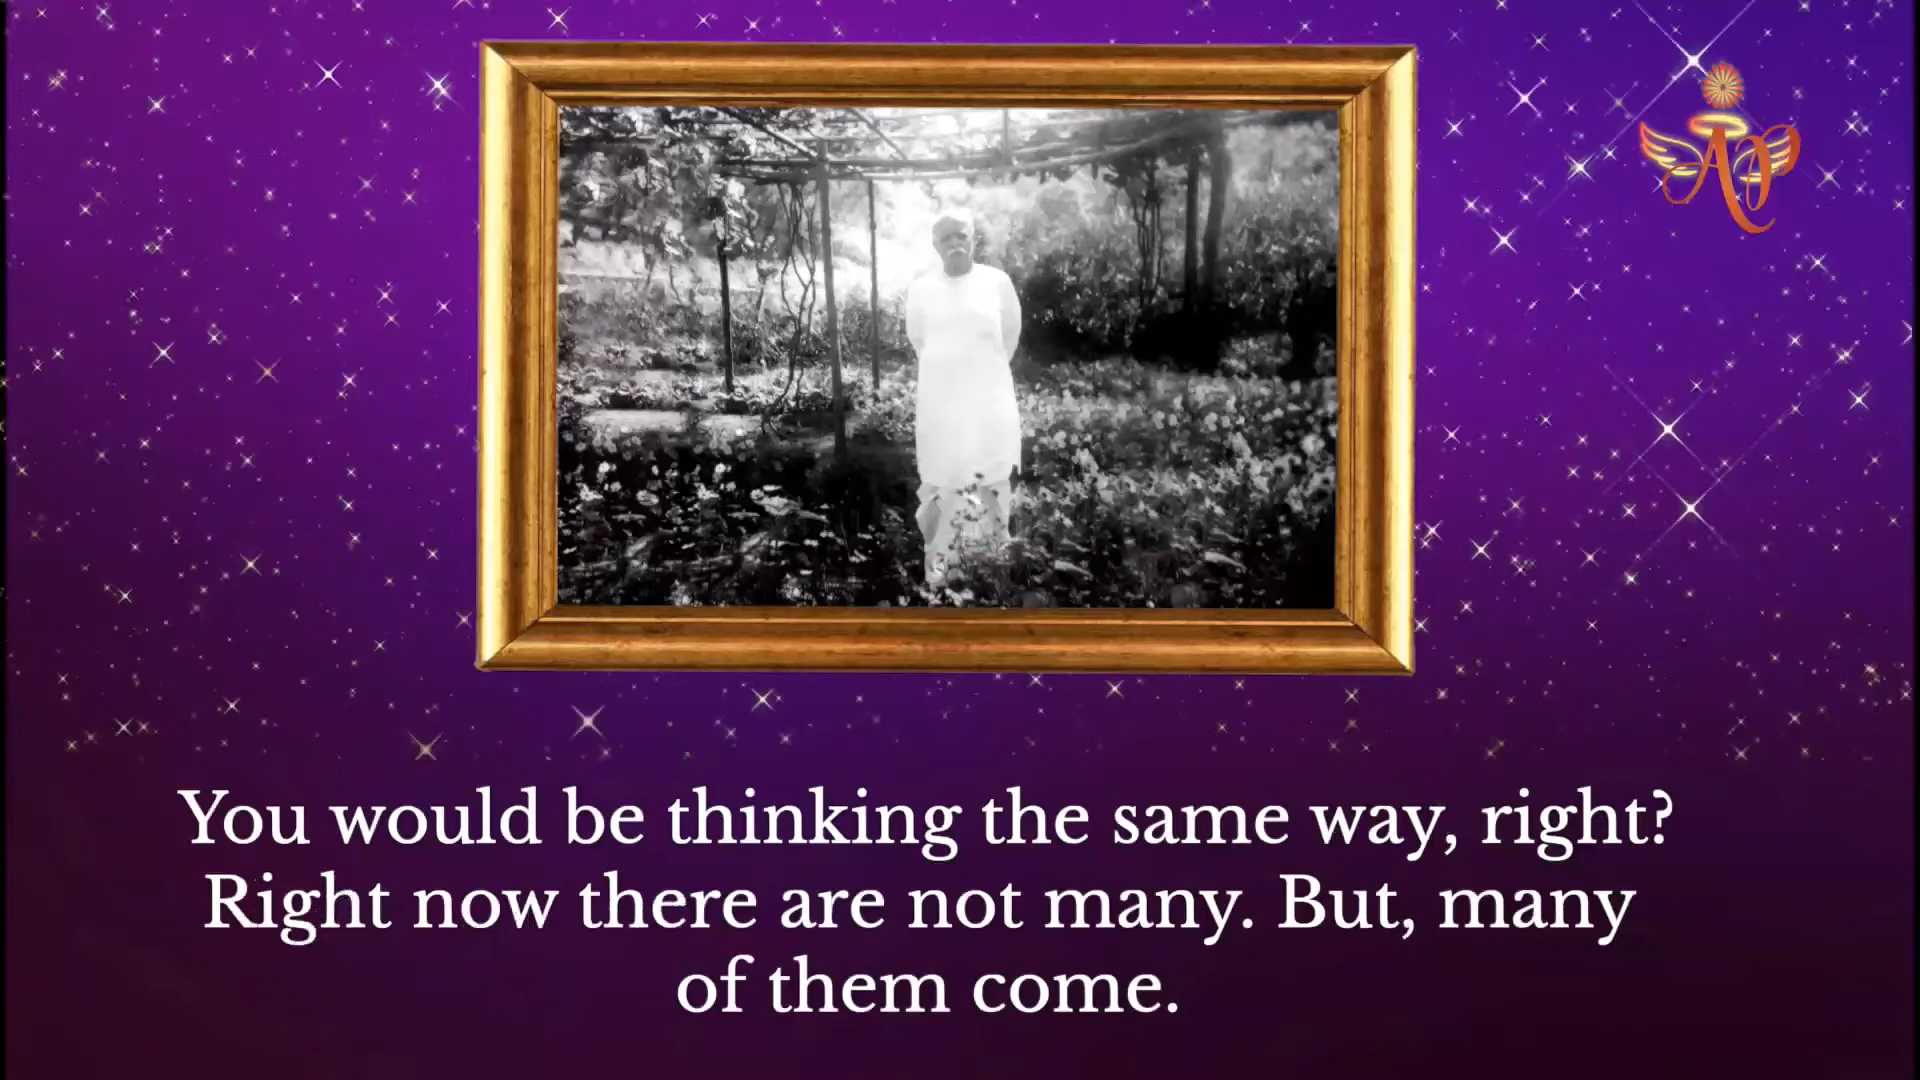 AP
You would be thinking the same way, right?
Right now there are not many. But, many
of them come.